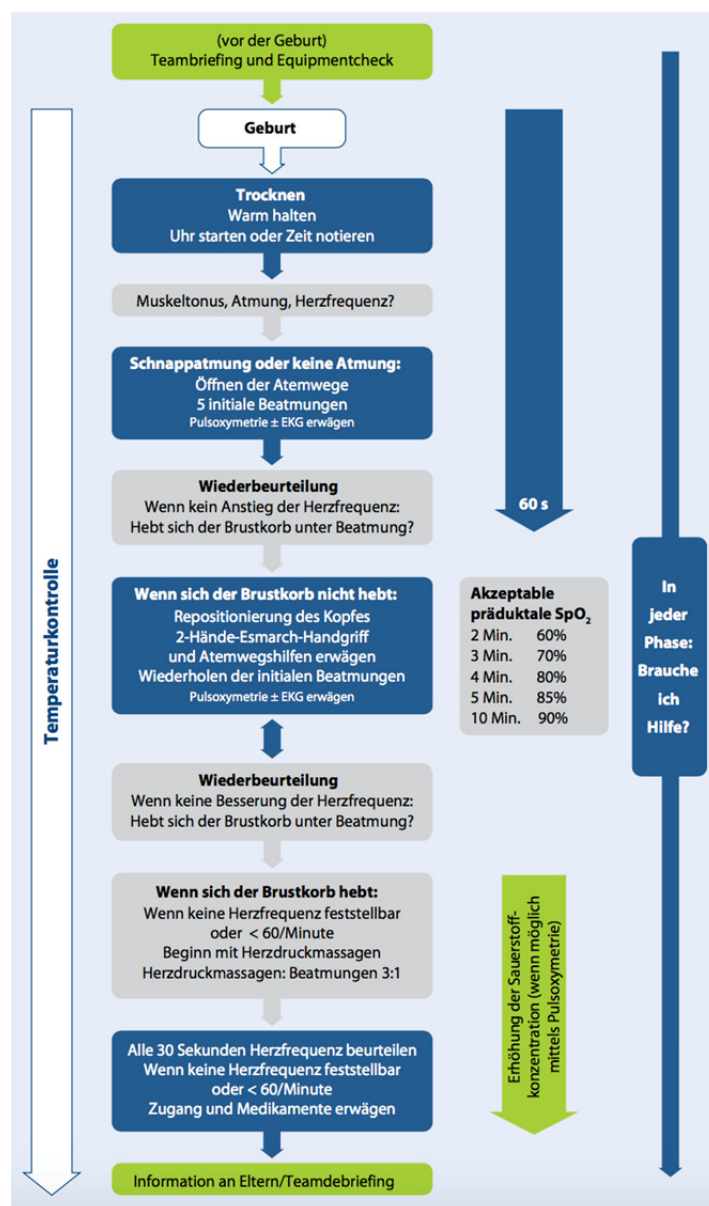 (vor der Geburt)
Teambriefing und Equipmentcheck
Geburt
Trocknen
Warm halten
Uhr starten oder Zeit notieren
Muskeltonus, Atmung, Herzfrequenz?
Schnappatmung oder keine Atmung:
Öffnen der Atemwege
5 initiale Beatmungen
Pulsoxymetrie ± EKG erwägen
Wiederbeurteilung
Wenn kein Anstieg der Herzfrequenz:
Hebt sich der Brustkorb unter Beatmung?
Wenn sich der Brustkorb nicht hebt:
Repositionierung des Kopfes
2-Hände-Esmarch-Handgriff
und Atemwegshilfen erwägen
Wiederholen der initialen Beatmungen
Pulsoxymetrie ± EKG erwägen
Wiederbeurteilung
Wenn keine Besserung der Herzfrequenz:
Hebt sich der Brustkorb unter Beatmung?
Wenn sich der Brustkorb hebt:
Wenn keine Herzfrequenz feststellbar
oder < 60/Minute
Beginn mit Herzdruckmassagen
Herzdruckmassagen: Beatmungen 3:1
Alle 30 Sekunden Herzfrequenz beurteilen
Wenn keine Herzfrequenz feststellbar
oder < 60/Minute
Zugang und Medikamente erwägen
Information an Eltern/Teamdebriefing
Temperaturkontrolle
60 s
Akzeptable
präduktale SpO₂
2 Min. 60%
3 Min. 70%
4 Min. 80%
5 Min. 85%
10 Min. 90%
Erhöhung der Sauerstoff-
konzentration (wenn möglich
mittels Pulsoxymetrie)
In
jeder
Phase:
Brauche
ich
Hilfe?